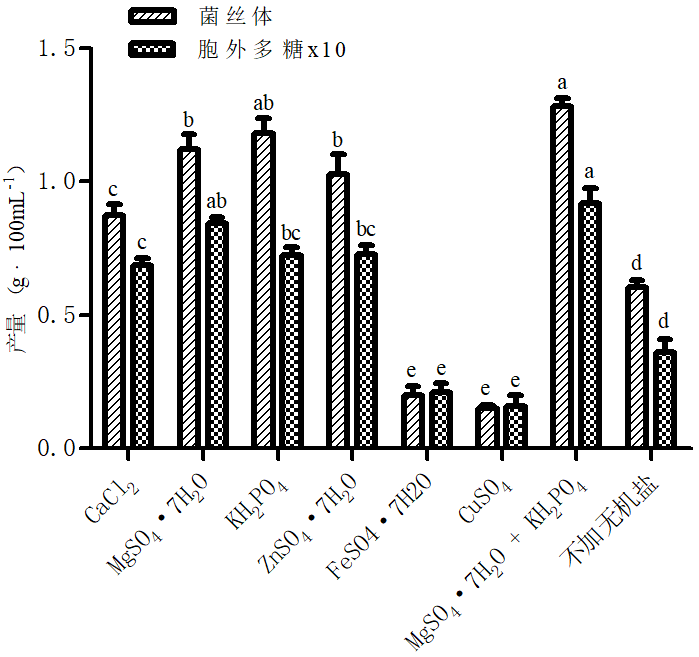 菌丝体
胞外多糖x10
产量 (g· 100mL⁻¹)
1.5
1.0
0.5
0.0
c
c
b
ab
ab
bc
b
bc
e
e
e
e
a
a
d
d
CaCl₂
MgSO₄·7H₂O
KH₂PO₄
ZnSO₄·7H₂O
FeSO4·7H2O
CuSO₄
MgSO₄·7H₂O + KH₂PO₄
不加无机盐